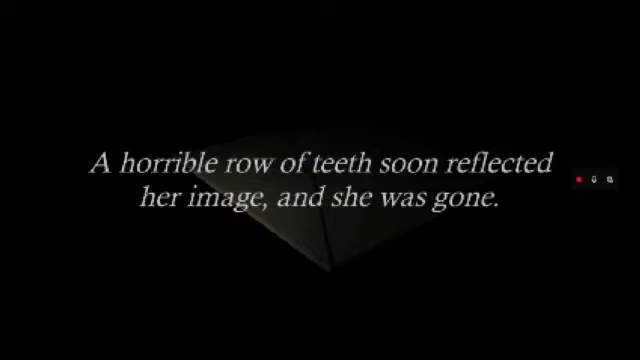 A horrible row of teeth soon reflected
her image, and she was gone.